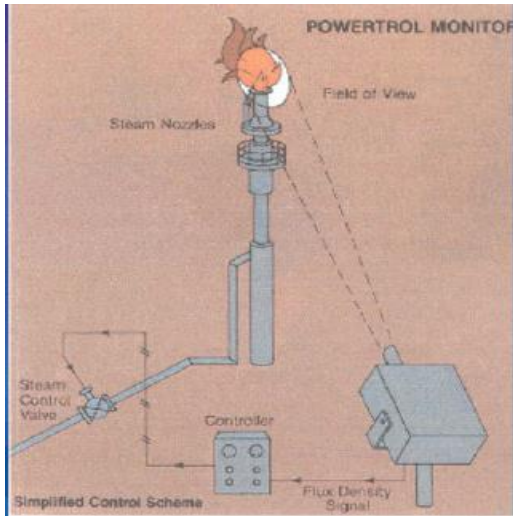 POWERTROL MONITOR
Field of View
Steam Nozzles
Steam
Control
Valve
Controller
Flux Density
Signal
Simplified Control Scheme